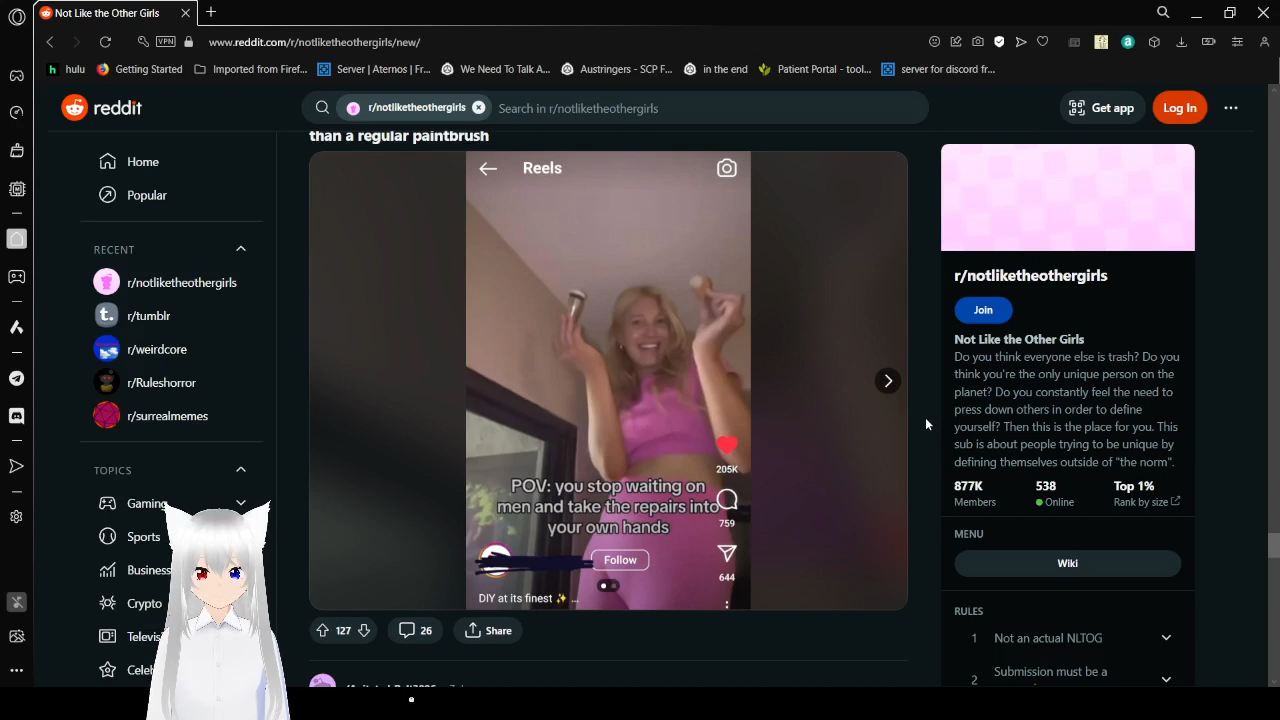 Not Like the Other Girls
VPN
www.reddit.com/r/notliketheothergirls/new/
hulu
Getting Started
Imported from Firef...
Server | Aternos | Fr...
We Need To Talk A...
Austringers - SCP F...
in the end
Patient Portal - tool...
server for discord fr...
reddit
r/notliketheothergirls
Search in r/notliketheothergirls
Get app
Log In
Home
Popular
RECENT
r/notliketheothergirls
r/tumblr
r/weirdcore
r/Ruleshorror
r/surrealmemes
TOPICS
Gaming
Sports
Business
Crypto
Televisi
Celeb
than a regular paintbrush
Reels
205K
POV: you stop waiting on
men and take the repairs into
your own hands
759
Follow
644
DIY at its finest ✨ ...
127
26
Share
r/notliketheothergirls
Join
Not Like the Other Girls
Do you think everyone else is trash? Do you
think you're the only unique person on the
planet? Do you constantly feel the need to
press down others in order to define
yourself? Then this is the place for you. This
sub is about people trying to be unique by
defining themselves outside of "the norm".
877K
Members
538
Online
Top 1%
Rank by size
MENU
Wiki
RULES
1 Not an actual NLTOG
2 Submission must be a